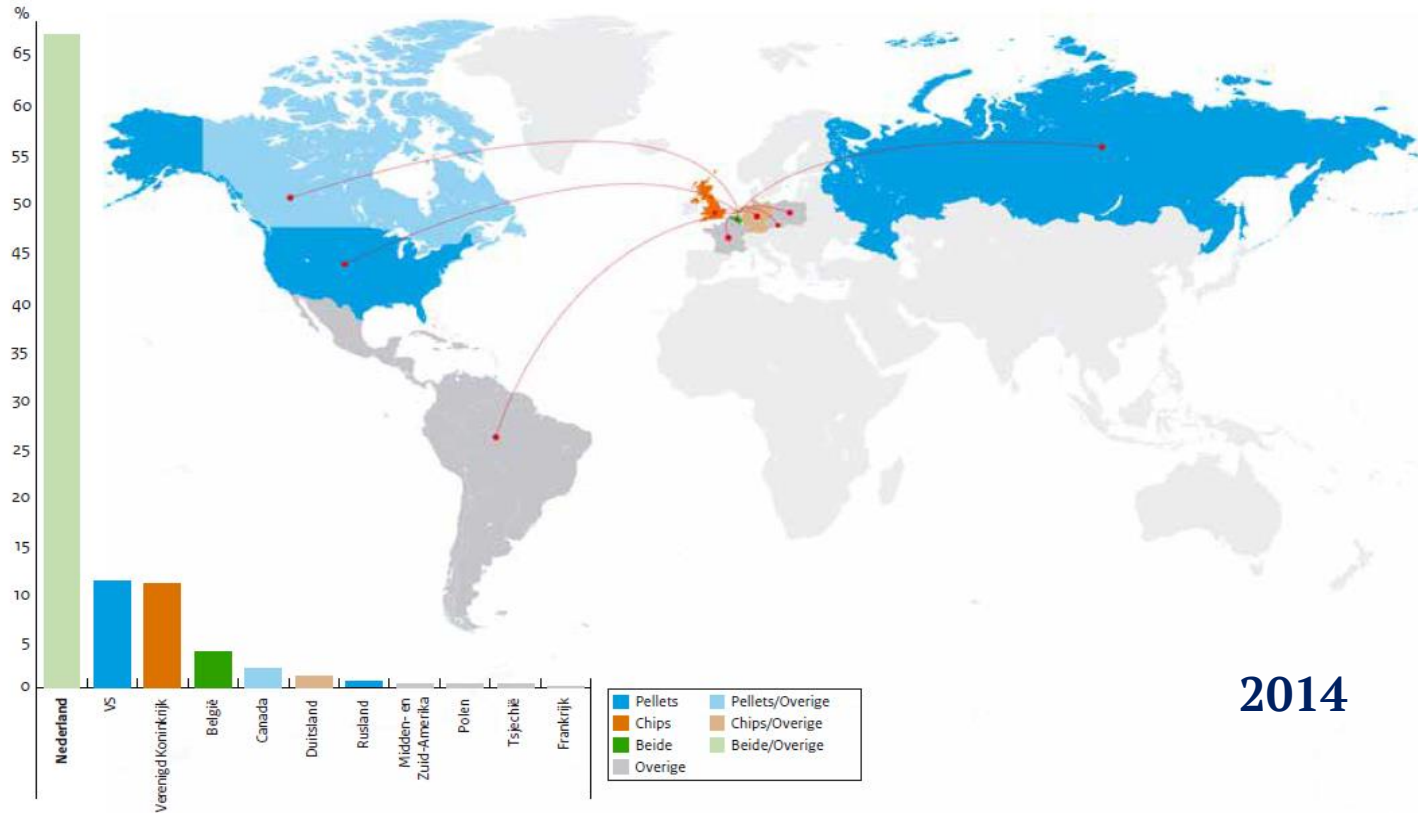 %
65
60
55
50
45
40
35
30
25
20
15
10
5
0
Nederland
VS
Verenigd Koninkrijk
België
Canada
Duitsland
Rusland
Midden- en
Zuid-Amerika
Polen
Tsjechië
Frankrijk
Pellets
Pellets/Overige
Chips
Chips/Overige
Beide
Beide/Overige
Overige
2014